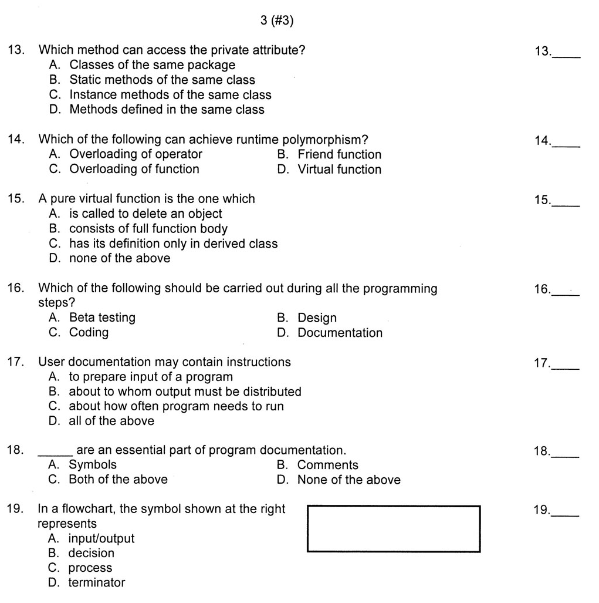 3 (#3)
13. Which method can access the private attribute? 13.____
A. Classes of the same package
B. Static methods of the same class
C. Instance methods of the same class
D. Methods defined in the same class
14. Which of the following can achieve runtime polymorphism? 14.____
A. Overloading of operator B. Friend function
C. Overloading of function D. Virtual function
15. A pure virtual function is the one which 15.____
A. is called to delete an object
B. consists of full function body
C. has its definition only in derived class
D. none of the above
16. Which of the following should be carried out during all the programming 16.____
steps?
A. Beta testing B. Design
C. Coding D. Documentation
17. User documentation may contain instructions 17.____
A. to prepare input of a program
B. about to whom output must be distributed
C. about how often program needs to run
D. all of the above
18. _____ are an essential part of program documentation. 18.____
A. Symbols B. Comments
C. Both of the above D. None of the above
19. In a flowchart, the symbol shown at the right 19.____
represents
A. input/output
B. decision
C. process
D. terminator